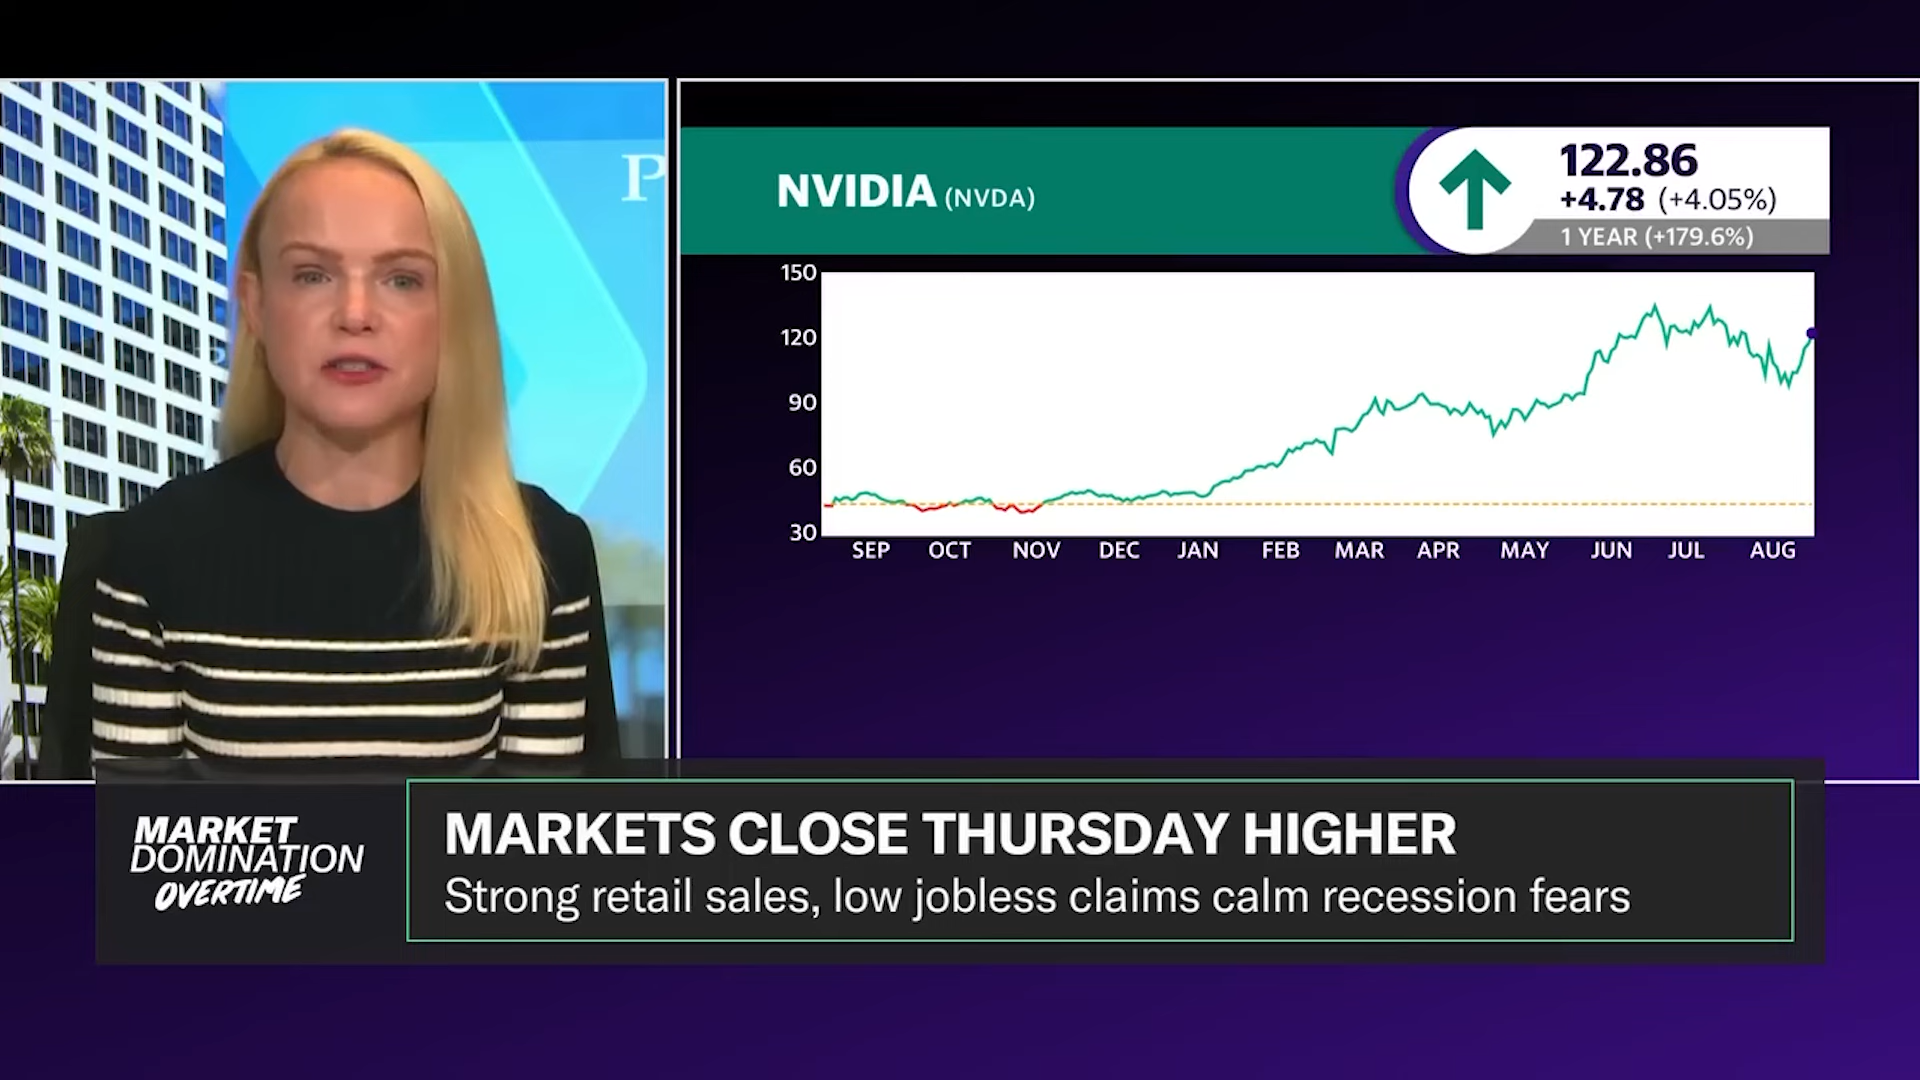 P
NVIDIA (NVDA)
122.86
+4.78 (+4.05%)
1 YEAR (+179.6%)
150
120
90
60
30
SEP OCT NOV DEC JAN FEB MAR APR MAY JUN JUL AUG
MARKET
DOMINATION
OVERTIME
MARKETS CLOSE THURSDAY HIGHER
Strong retail sales, low jobless claims calm recession fears